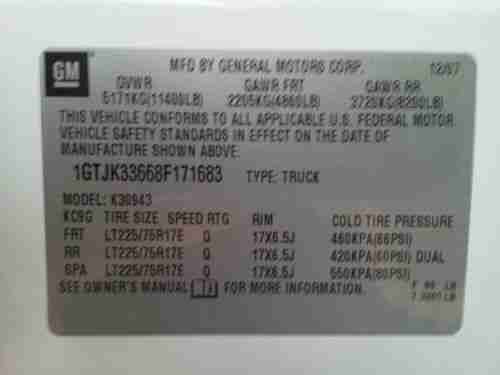 GM MFD BY GENERAL MOTORS CORP. 12/07
GVWR GAWR FRT GAWR RR
5171KG(11400LB) 2205KG(4860LB) 3720KG(8200LB)
THIS VEHICLE CONFORMS TO ALL APPLICABLE U.S. FEDERAL MOTOR
VEHICLE SAFETY STANDARDS IN EFFECT ON THE DATE OF
MANUFACTURE SHOWN ABOVE.
1GTJK33668F171683 TYPE: TRUCK
MODEL: K30943
TIRE SIZE SPEED RTG RIM COLD TIRE PRESSURE
FRT LT225/75R17E Q 17X6.5J 460KPA(66PSI)
RR LT225/75R17E Q 17X6.5J 420KPA(60PSI) DUAL
SPA LT225/75R17E Q 17X6.5J 550KPA(80PSI)
SEE OWNER'S MANUAL FOR MORE INFORMATION.